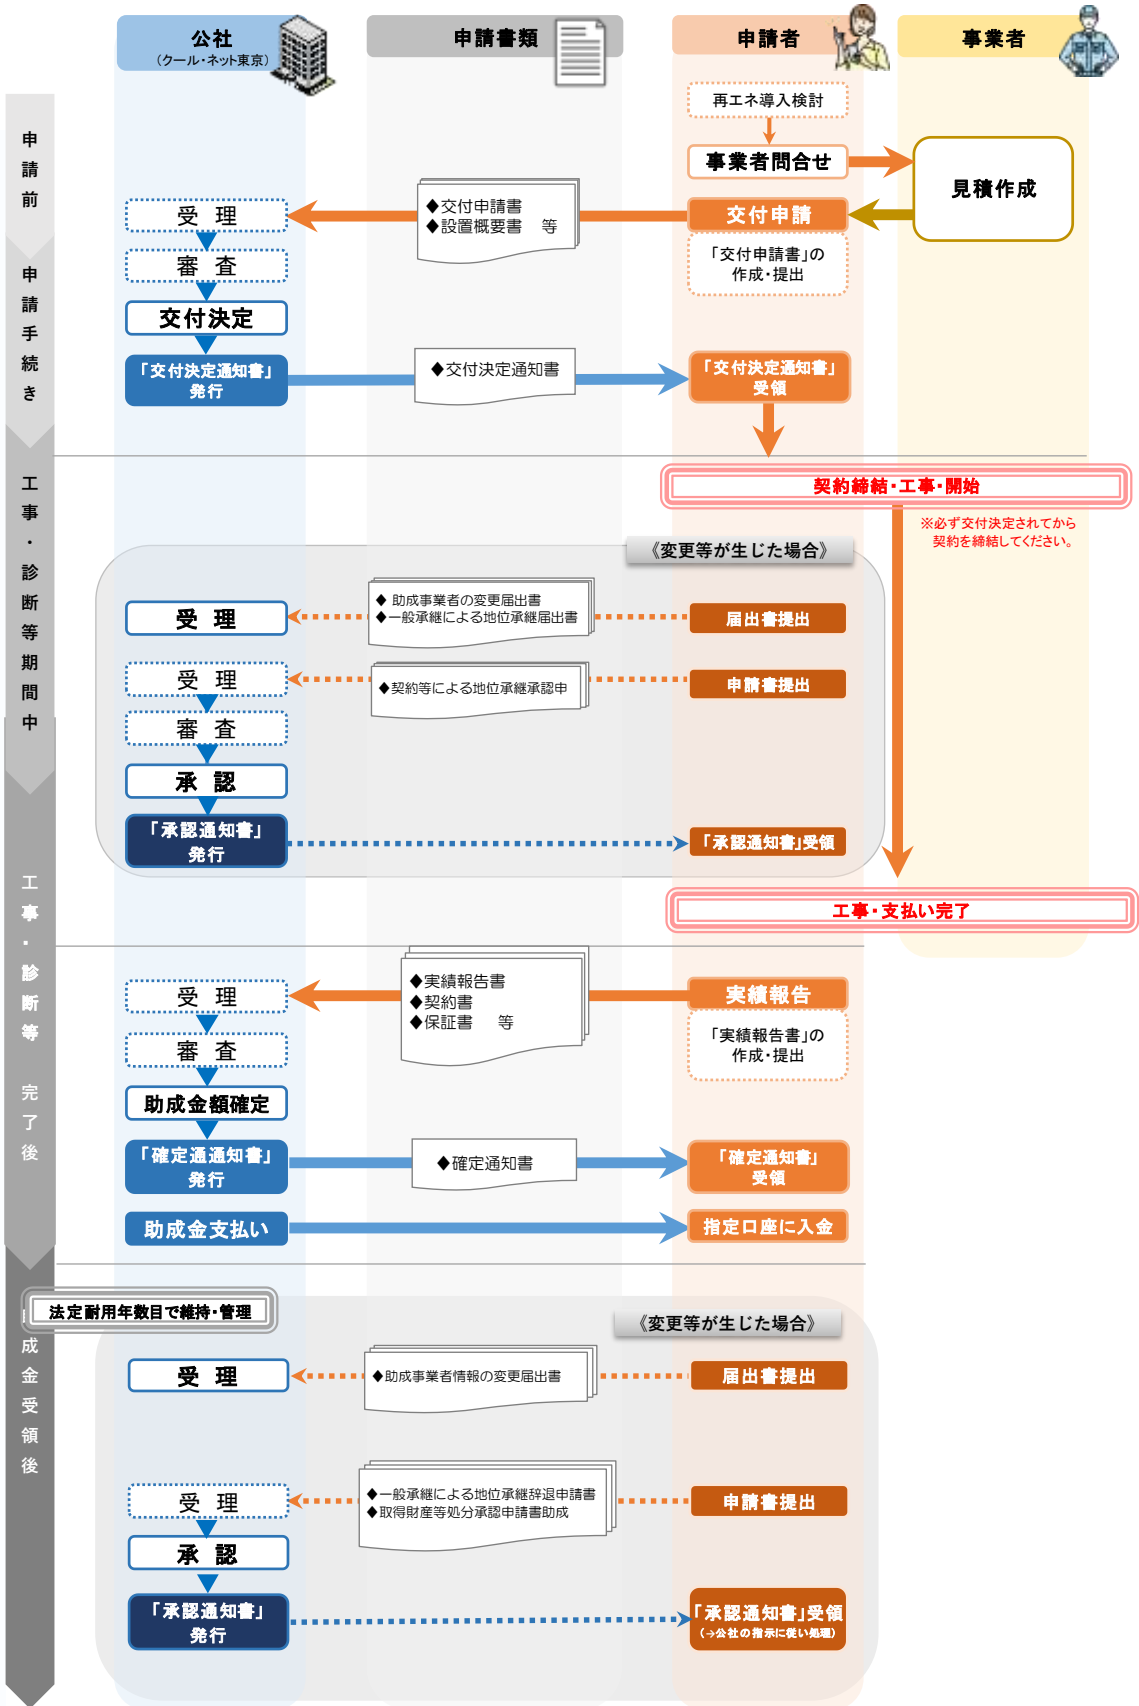 公社
(クール・ネット東京)
申請書類
申請者
事業者
申請前
再エネ導入検討
事業者問合せ
見積作成
交付申請
「交付申請書」の
作成・提出
◆交付申請書
◆設置概要書　等
受 理
審 査
申請手続き
交付決定
「交付決定通知書」
発行
◆交付決定通知書
「交付決定通知書」
受領
契約締結・工事・開始
※必ず交付決定されてから
契約を締結してください。
工事・診断等期間中
《変更等が生じた場合》
届出書提出
◆ 助成事業者の変更届出書
◆一般承継による地位承継届出書
受 理
申請書提出
◆契約等による地位承継承認申
受 理
審 査
承 認
「承認通知書」
発行
「承認通知書」受領
工事・支払い完了
工事・診断等　完了後
実績報告
「実績報告書」の
作成・提出
◆実績報告書
◆契約書
◆保証書　等
受 理
審 査
助成金額確定
「確定通通知書」
発行
◆確定通知書
「確定通知書」
受領
助成金支払い
指定口座に入金
法定耐用年数目で維持・管理
成金受領後
《変更等が生じた場合》
届出書提出
◆助成事業者情報の変更届出書
受 理
申請書提出
◆一般承継による地位承継辞退申請書
◆取得財産等処分承認申請書助成
受 理
承 認
「承認通知書」
発行
「承認通知書」受領
(→公社の指示に従い処理)